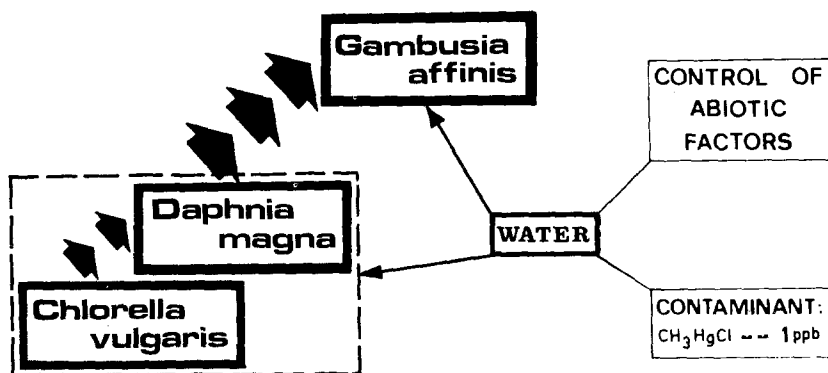 Gambusia
affinis
CONTROL OF
ABIOTIC
FACTORS
Daphnia
magna
WATER
Chlorella
vulgaris
CONTAMINANT:
CH₃HgCl -- 1ppb